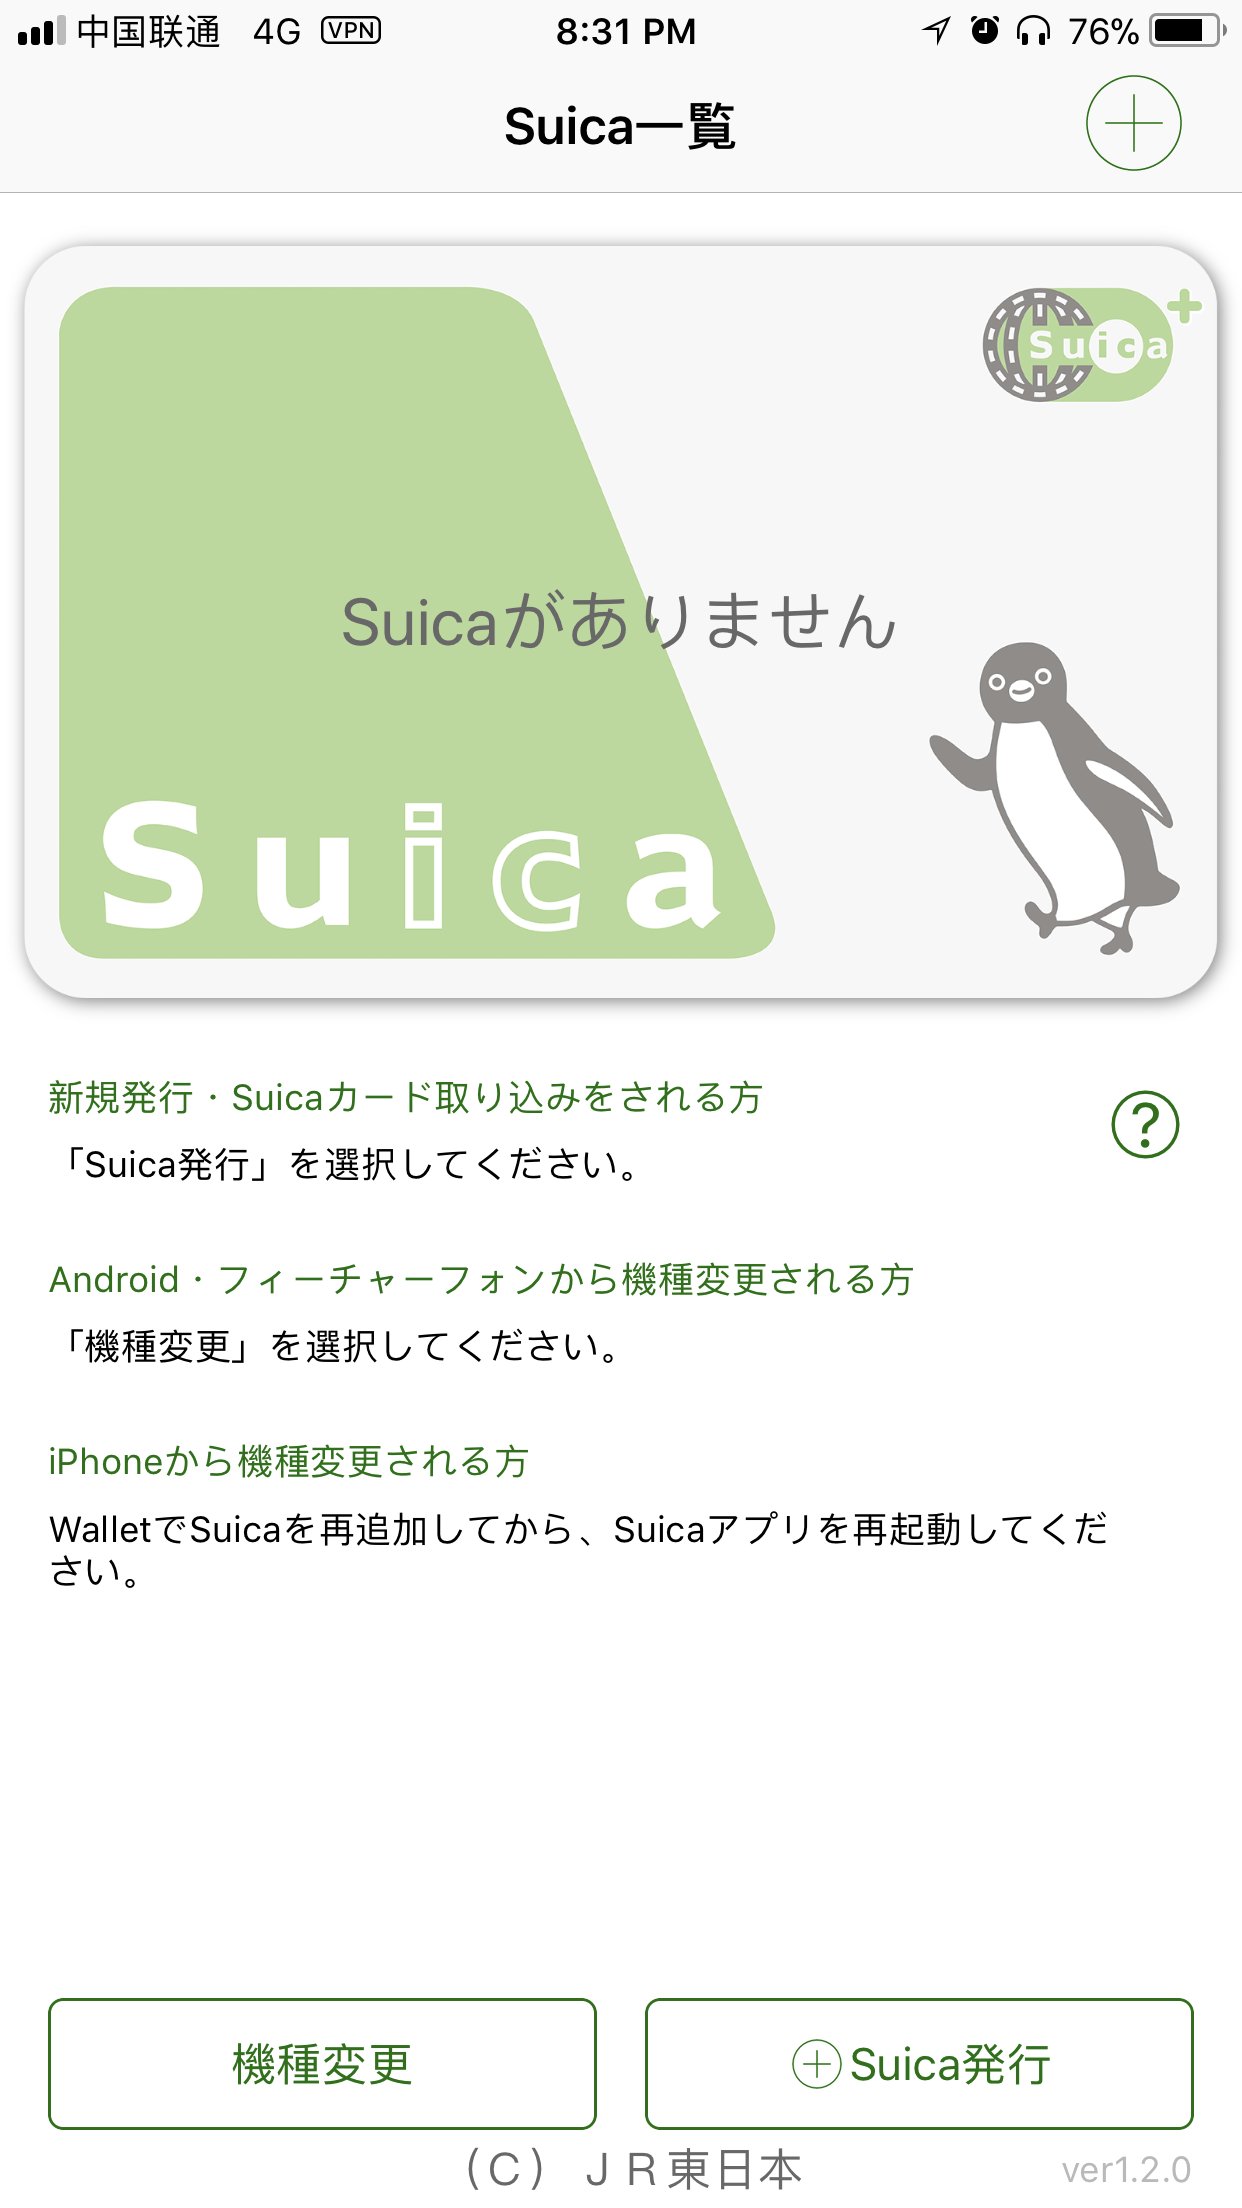 中国联通 4G VPN 8:31 PM 76%
Suica一覧
Suica
Suicaがありません
Suica
新規発行・Suicaカード取り込みをされる方
「Suica発行」を選択してください。
Android・フィーチャーフォンから機種変更される方
「機種変更」を選択してください。
iPhoneから機種変更される方
WalletでSuicaを再追加してから、Suicaアプリを再起動してくだ
さい。
機種変更
Suica発行
（C） ＪＲ東日本
ver1.2.0